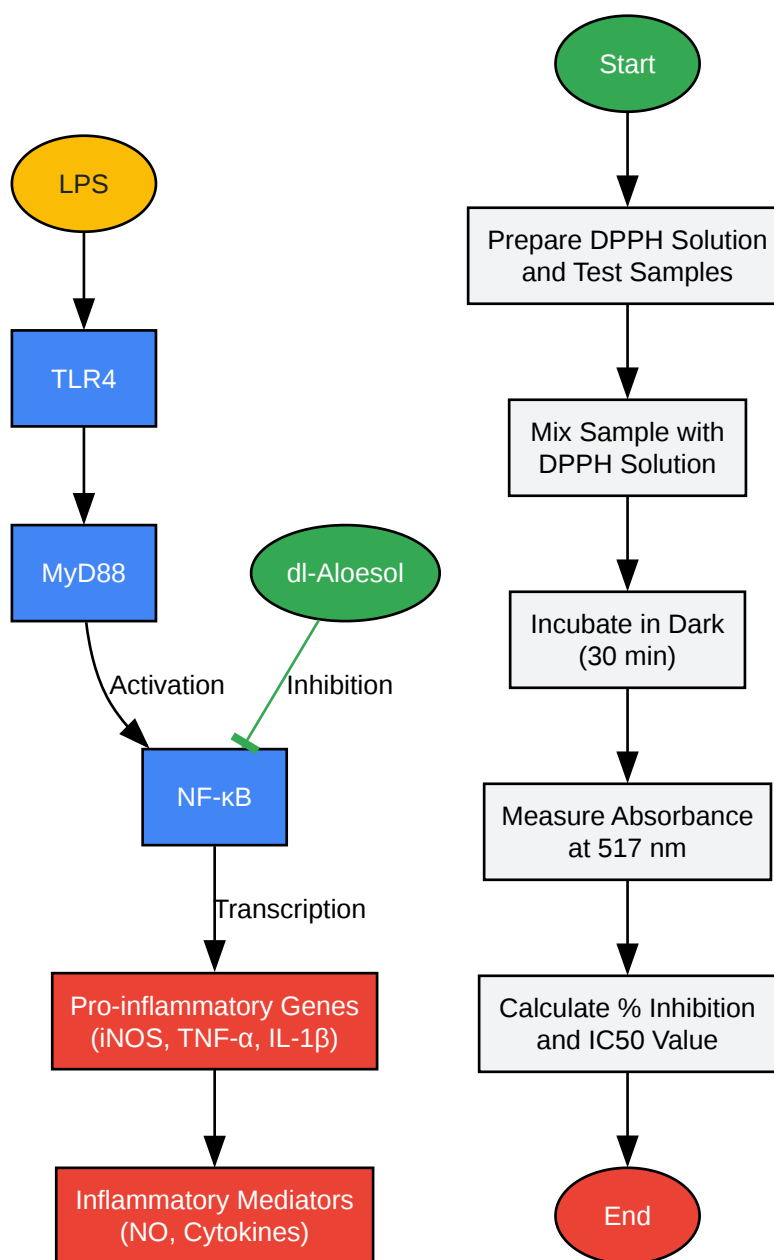 LPS
TLR4
MyD88
dl-Aloesol
Activation
Inhibition
NF-κB
Transcription
Pro-inflammatory Genes
(iNOS, TNF-α, IL-1β)
Inflammatory Mediators
(NO, Cytokines)
Start
Prepare DPPH Solution
and Test Samples
Mix Sample with
DPPH Solution
Incubate in Dark
(30 min)
Measure Absorbance
at 517 nm
Calculate % Inhibition
and IC50 Value
End